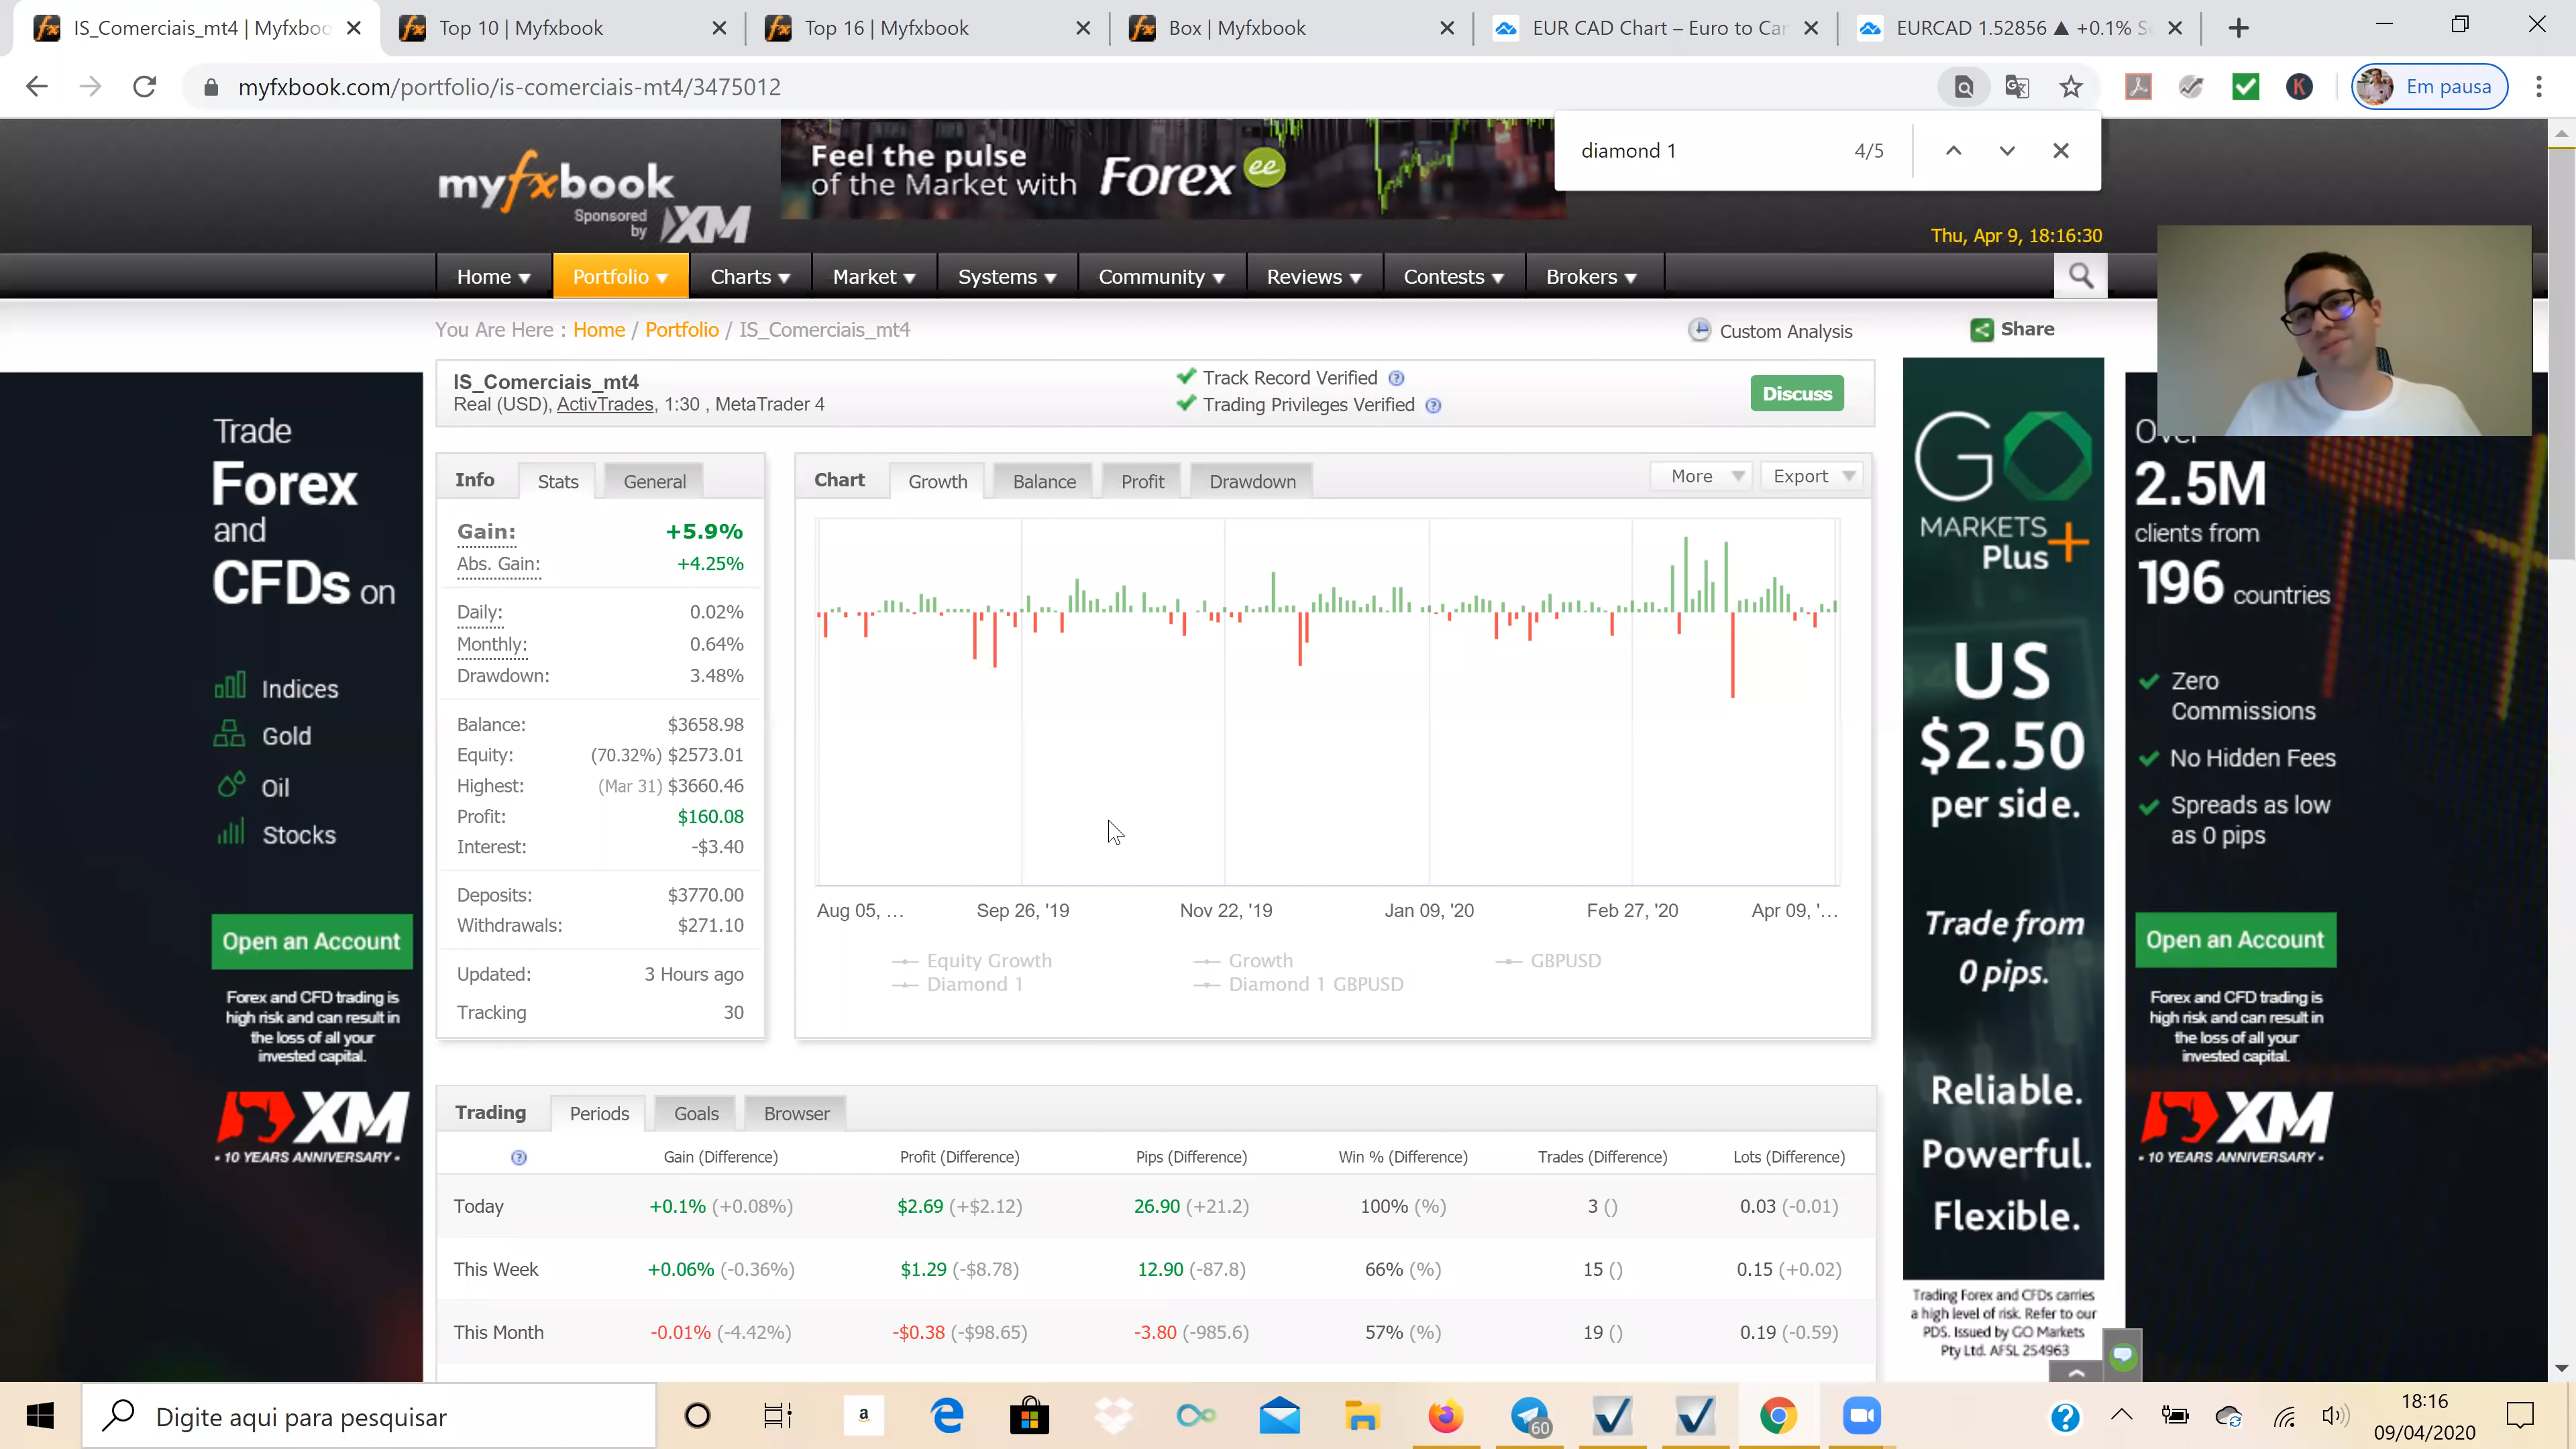 IS_Comerciais_mt4 | Myfxboo
Top 10 | Myfxbook
Top 16 | Myfxbook
Box | Myfxbook
EUR CAD Chart – Euro to Car
EURCAD 1.52856 ▲ +0.1% S
myfxbook.com/portfolio/is-comerciais-mt4/3475012
K
Em pausa
diamond 1
4/5
myfxbook
Sponsored
by XM
Feel the pulse
of the Market with
Forex ee
Thu, Apr 9, 18:16:30
Home ▼
Portfolio ▼
Charts ▼
Market ▼
Systems ▼
Community ▼
Reviews ▼
Contests ▼
Brokers ▼
You Are Here : Home / Portfolio / IS_Comerciais_mt4
Custom Analysis
Share
IS_Comerciais_mt4
Real (USD), ActivTrades, 1:30 , MetaTrader 4
Track Record Verified
Trading Privileges Verified
Discuss
Info
Stats
General
Gain: +5.9%
Abs. Gain: +4.25%
Daily: 0.02%
Monthly: 0.64%
Drawdown: 3.48%
Balance: $3658.98
Equity: (70.32%) $2573.01
Highest: (Mar 31) $3660.46
Profit: $160.08
Interest: -$3.40
Deposits: $3770.00
Withdrawals: $271.10
Updated: 3 Hours ago
Tracking 30
Chart
Growth
Balance
Profit
Drawdown
More
Export
Aug 05, ...
Sep 26, '19
Nov 22, '19
Jan 09, '20
Feb 27, '20
Apr 09, '...
Equity Growth
Growth
GBPUSD
Diamond 1
Diamond 1 GBPUSD
Trading
Periods
Goals
Browser
Gain (Difference)
Profit (Difference)
Pips (Difference)
Win % (Difference)
Trades (Difference)
Lots (Difference)
Today +0.1% (+0.08%) $2.69 (+$2.12) 26.90 (+21.2) 100% (%) 3 () 0.03 (-0.01)
This Week +0.06% (-0.36%) $1.29 (-$8.78) 12.90 (-87.8) 66% (%) 15 () 0.15 (+0.02)
This Month -0.01% (-4.42%) -$0.38 (-$98.65) -3.80 (-985.6) 57% (%) 19 () 0.19 (-0.59)
Trade
Forex
and
CFDs on
Indices
Gold
Oil
Stocks
Open an Account
Forex and CFD trading is
high risk and can result in
the loss of all your
invested capital.
XM
• 10 YEARS ANNIVERSARY •
GO
MARKETS
Plus+
US
$2.50
per side.
Trade from
0 pips.
Reliable.
Powerful.
Flexible.
Trading Forex and CFDs carries
a high level of risk. Refer to our
PDS. Issued by GO Markets
Pty Ltd. AFSL 254963
Over
2.5M
clients from
196 countries
Zero
Commissions
No Hidden Fees
Spreads as low
as 0 pips
Open an Account
Forex and CFD trading is
high risk and can result in
the loss of all your
invested capital.
XM
• 10 YEARS ANNIVERSARY •
Digite aqui para pesquisar
a
60
18:16
09/04/2020